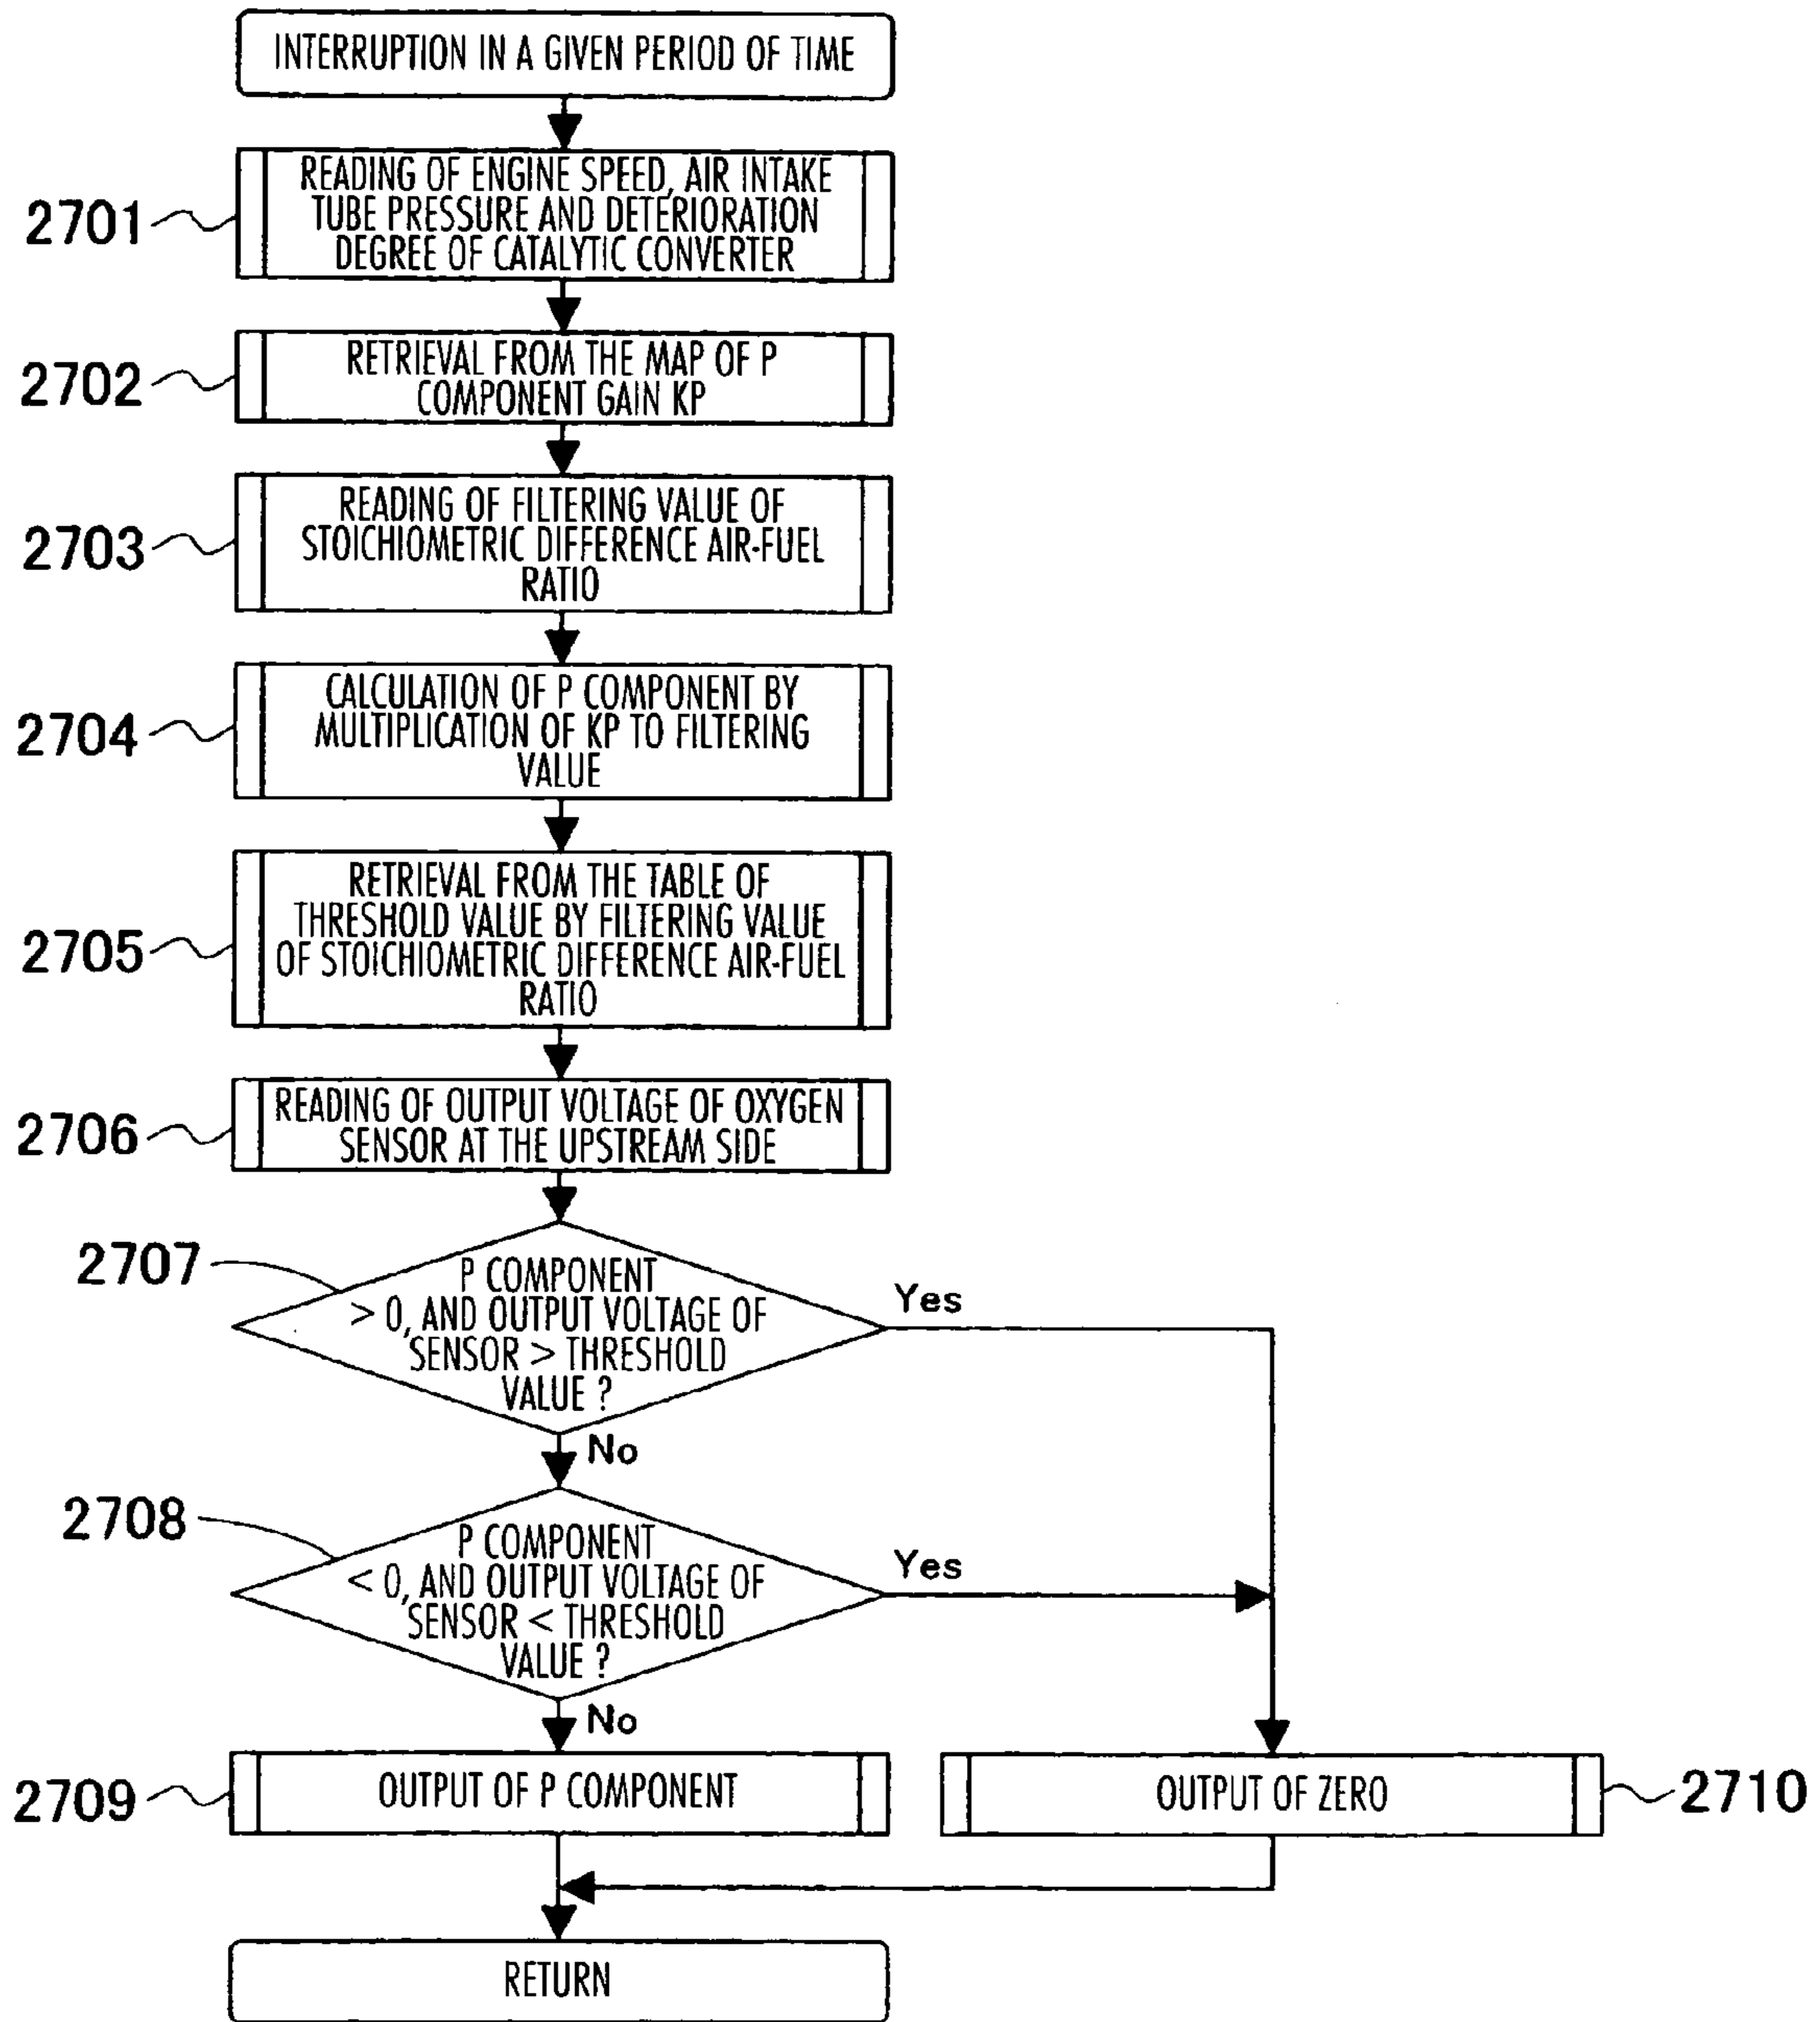 INTERRUPTION IN A GIVEN PERIOD OF TIME
2701
READING OF ENGINE SPEED, AIR INTAKE
TUBE PRESSURE AND DETERIORATION
DEGREE OF CATALYTIC CONVERTER
2702
RETRIEVAL FROM THE MAP OF P
COMPONENT GAIN KP
2703
READING OF FILTERING VALUE OF
STOICHIOMETRIC DIFFERENCE AIR-FUEL
RATIO
2704
CALCULATION OF P COMPONENT BY
MULTIPLICATION OF KP TO FILTERING
VALUE
2705
RETRIEVAL FROM THE TABLE OF
THRESHOLD VALUE BY FILTERING VALUE
OF STOICHIOMETRIC DIFFERENCE AIR-FUEL
RATIO
2706
READING OF OUTPUT VOLTAGE OF OXYGEN
SENSOR AT THE UPSTREAM SIDE
2707
P COMPONENT
> 0, AND OUTPUT VOLTAGE OF
SENSOR > THRESHOLD
VALUE ?
Yes
No
2708
P COMPONENT
< 0, AND OUTPUT VOLTAGE OF
SENSOR < THRESHOLD
VALUE ?
Yes
No
2709
OUTPUT OF P COMPONENT
OUTPUT OF ZERO
2710
RETURN